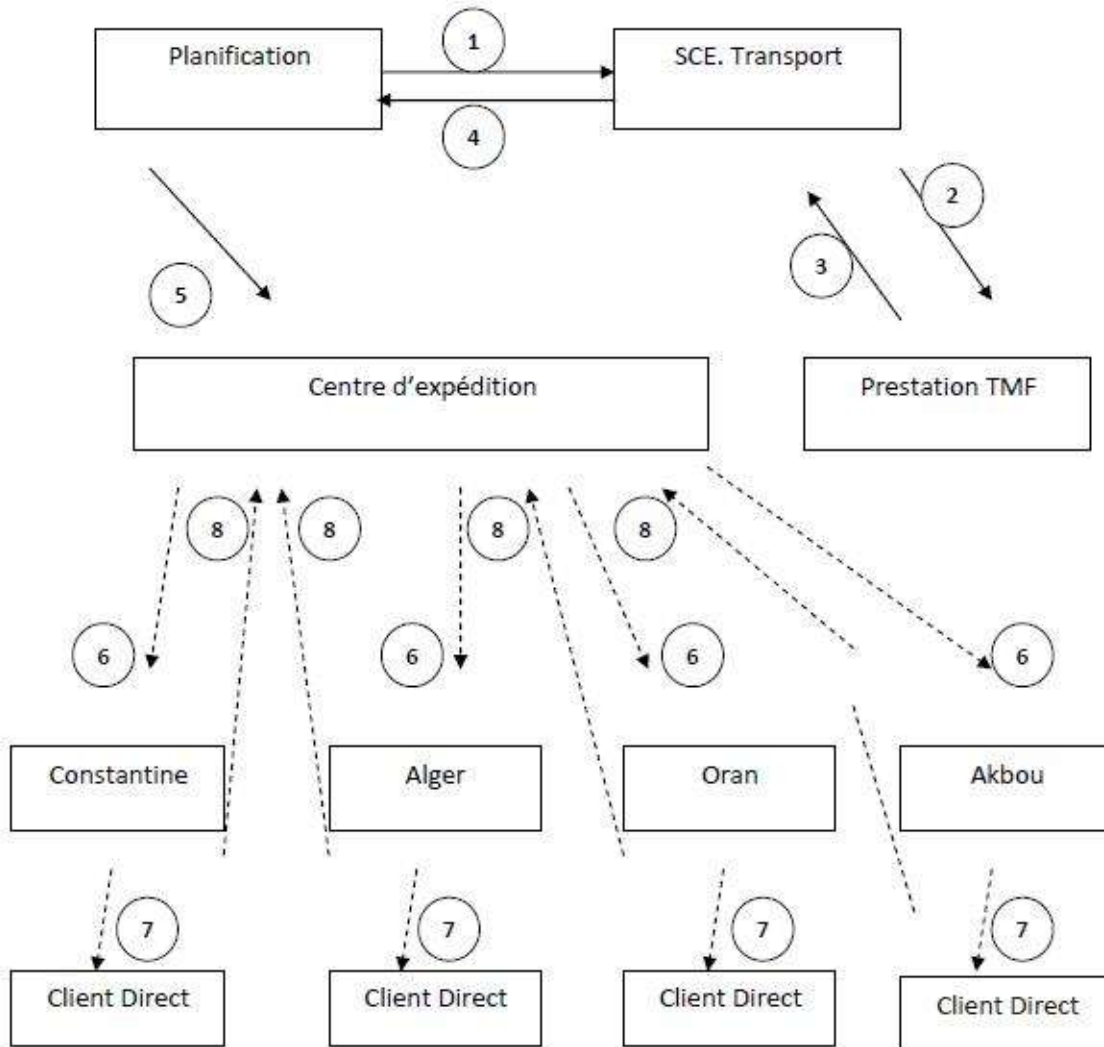 1
Planification
SCE. Transport
4
2
3
5
Centre d’expédition
Prestation TMF
8
8
8
8
6
6
6
6
Constantine
Alger
Oran
Akbou
7
7
7
7
Client Direct
Client Direct
Client Direct
Client Direct